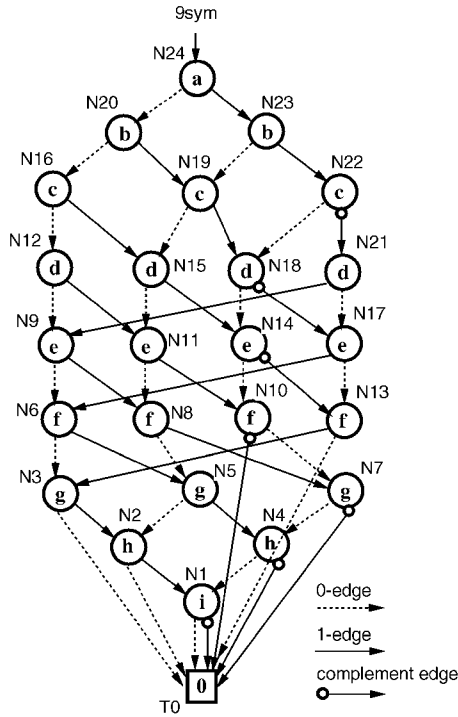 9sym
N24
a
N20 N23
b b
N16 N19 N22
c c c
N12 N21
d d N15 d N18 d
N9 N11 N14 N17
e e e e
N6 N8 N10 N13
f f f f
N3 N5 N7
g g g
N2 N4
h h
N1
i
0-edge
1-edge
complement edge
0
T0